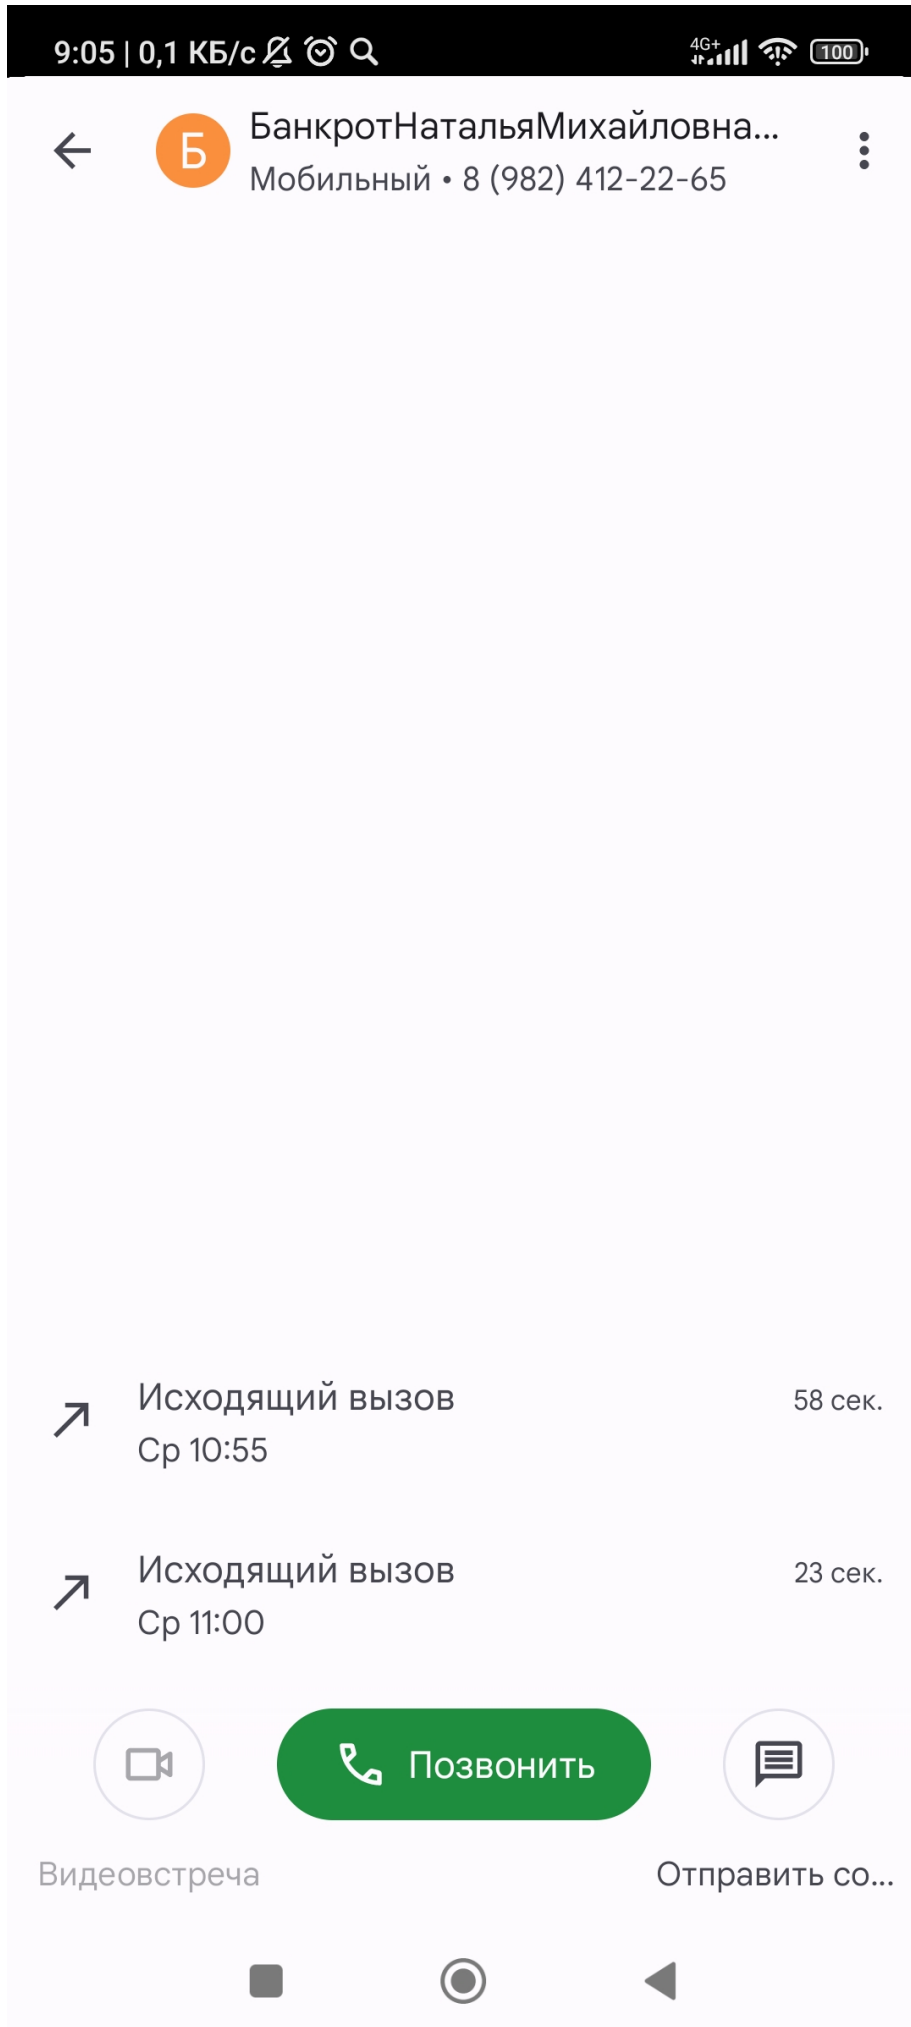 9:05 | 0,1 КБ/с
4G+
100
БанкротНатальяМихайловна...
Б
Мобильный • 8 (982) 412-22-65
Исходящий вызов
58 сек.
Ср 10:55
Исходящий вызов
23 сек.
Ср 11:00
Позвонить
Видеовстреча
Отправить со...